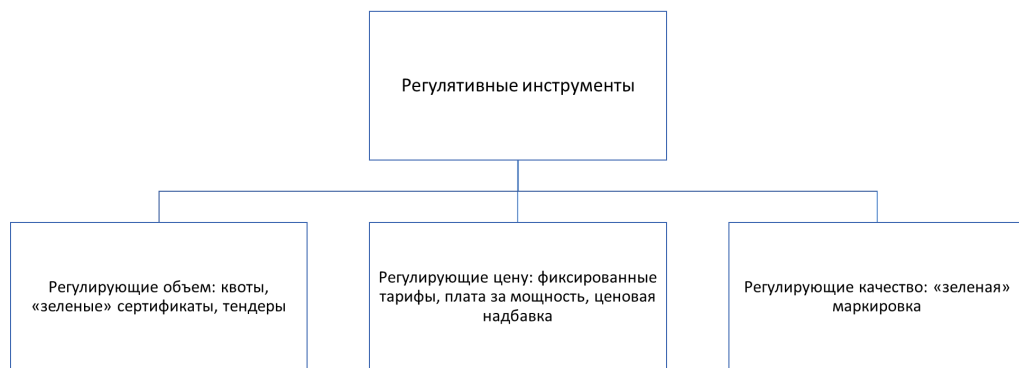 Регулятивные инструменты
Регулирующие объем: квоты,
«зеленые» сертификаты, тендеры
Регулирующие цену: фиксированные
тарифы, плата за мощность, ценовая
надбавка
Регулирующие качество: «зеленая»
маркировка